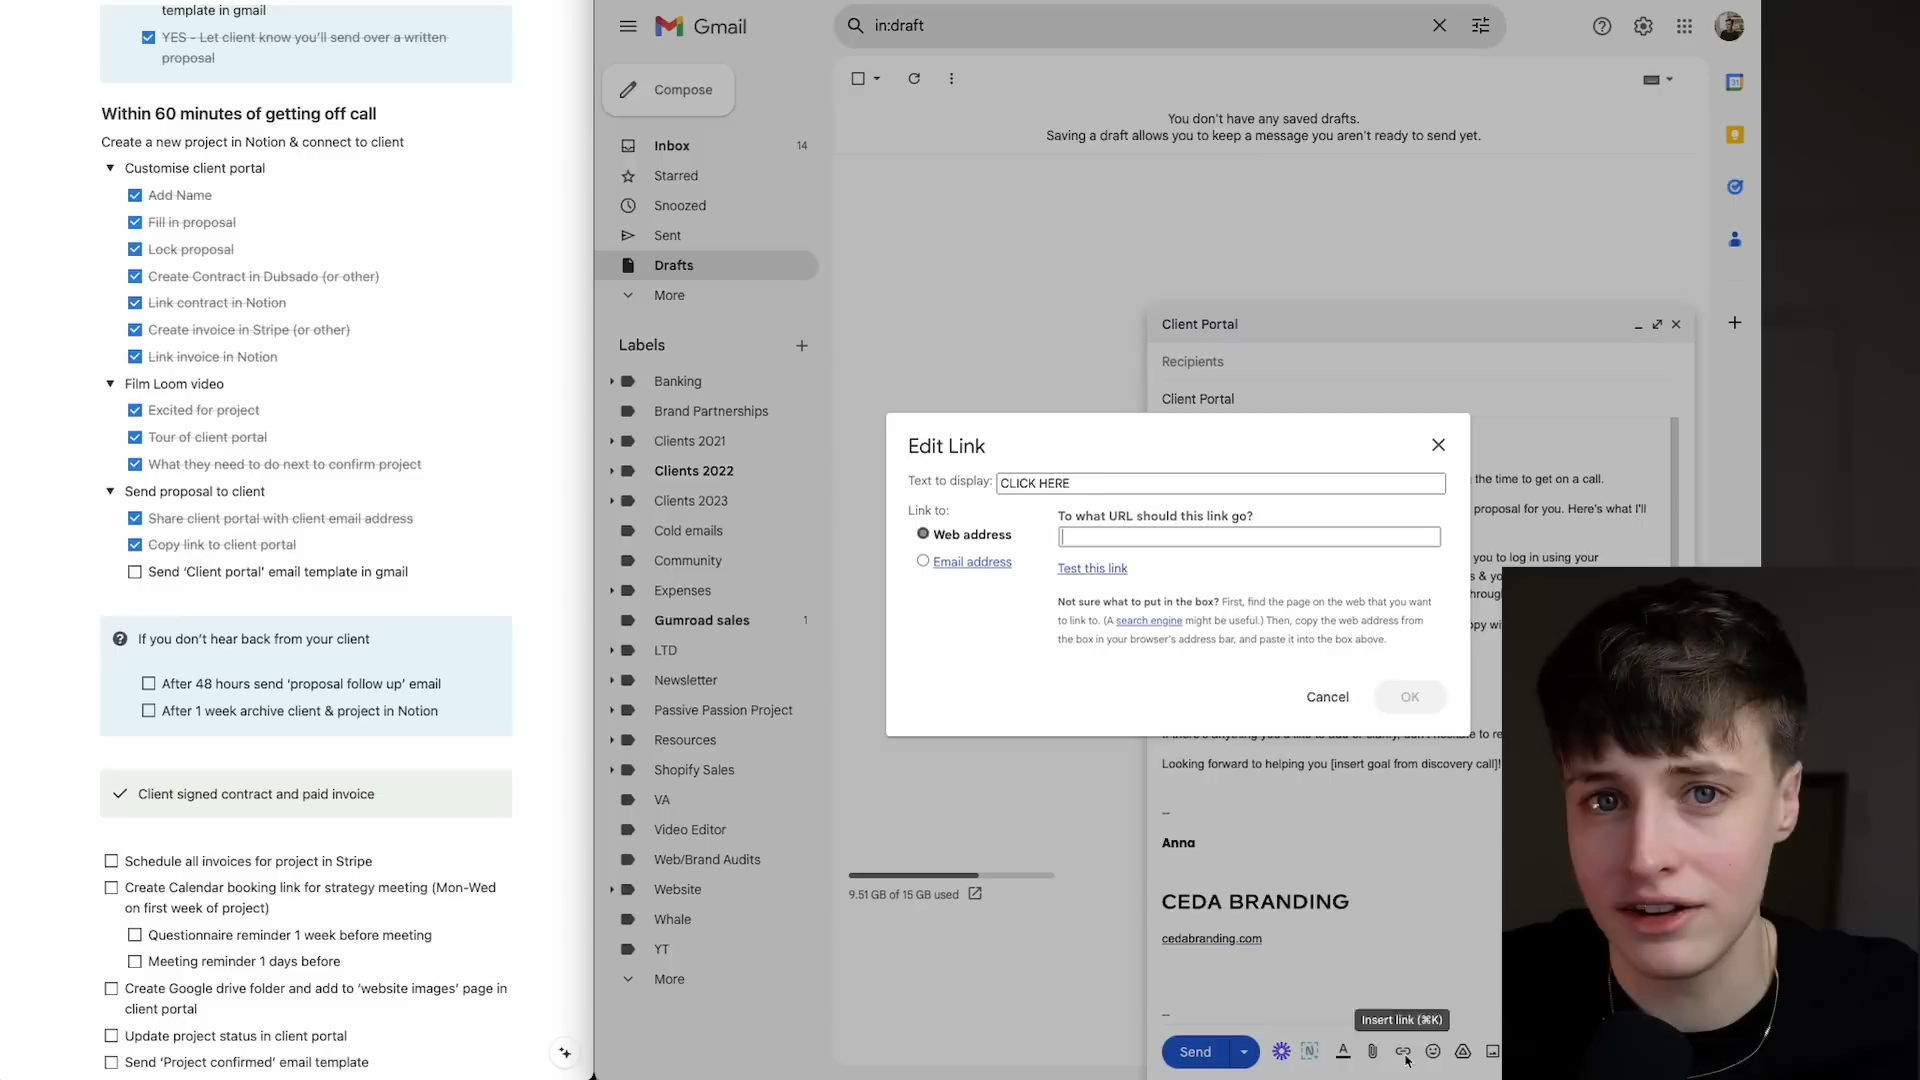 template in gmail
YES - Let client know you'll send over a written
proposal
Within 60 minutes of getting off call
Create a new project in Notion & connect to client
Customise client portal
Add Name
Fill in proposal
Lock proposal
Create Contract in Dubsado (or other)
Link contract in Notion
Create invoice in Stripe (or other)
Link invoice in Notion
Film Loom video
Excited for project
Tour of client portal
What they need to do next to confirm project
Send proposal to client
Share client portal with client email address
Copy link to client portal
Send ‘Client portal’ email template in gmail
If you don’t hear back from your client
After 48 hours send ‘proposal follow up’ email
After 1 week archive client & project in Notion
Client signed contract and paid invoice
Schedule all invoices for project in Stripe
Create Calendar booking link for strategy meeting (Mon-Wed
on first week of project)
Questionnaire reminder 1 week before meeting
Meeting reminder 1 days before
Create Google drive folder and add to ‘website images’ page in
client portal
Update project status in client portal
Send ‘Project confirmed’ email template
Gmail
in:draft
Compose
Inbox 14
Starred
Snoozed
Sent
Drafts
More
Labels
Banking
Brand Partnerships
Clients 2021
Clients 2022
Clients 2023
Cold emails
Community
Expenses
Gumroad sales 1
LTD
Newsletter
Passive Passion Project
Resources
Shopify Sales
VA
Video Editor
Web/Brand Audits
Website
Whale
YT
More
You don't have any saved drafts.
Saving a draft allows you to keep a message you aren't ready to send yet.
9.51 GB of 15 GB used
31
Client Portal
Recipients
Client Portal
the time to get on a call.
proposal for you. Here's what I'll
you to log in using your
Edit Link
Text to display: CLICK HERE
Link to:
Web address
Email address
To what URL should this link go?
Test this link
Not sure what to put in the box? First, find the page on the web that you want
to link to. (A search engine might be useful.) Then, copy the web address from
the box in your browser's address bar, and paste it into the box above.
Cancel
OK
Looking forward to helping you [insert goal from discovery call]!
--
Anna
CEDA BRANDING
cedabranding.com
--
Insert link (⌘K)
Send